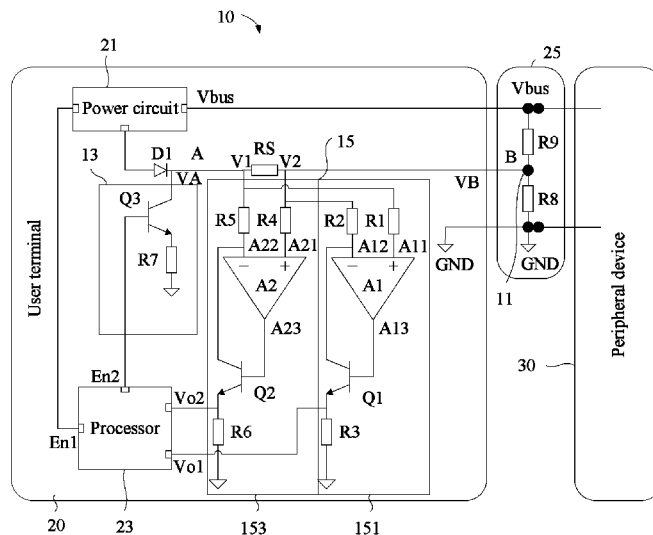 10
21
25
Power circuit
Vbus
Vbus
D1
A
V1
RS
V2
15
13
VA
B
VB
R9
Q3
R5
R4
R2
R1
R8
A22
A21
A12
A11
R7
GND
GND
A2
A1
11
A23
A13
User terminal
Peripheral device
30
En2
Vo2
Q2
Q1
Processor
R6
R3
En1
Vo1
20
23
153
151